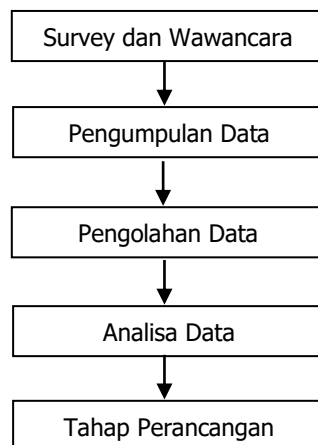 Survey dan Wawancara
Pengumpulan Data
Pengolahan Data
Analisa Data
Tahap Perancangan